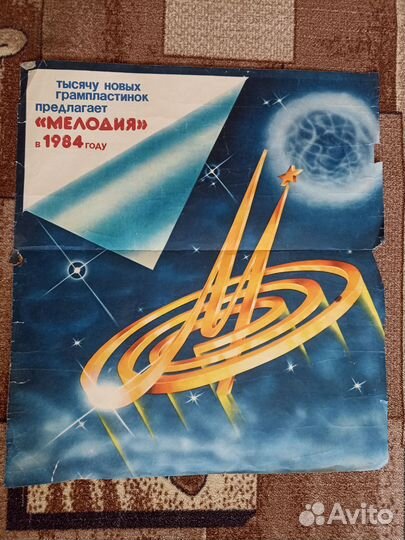 тысячу новых
грампластинок
предлагает
«МЕЛОДИЯ»
в 1984 году
Avito